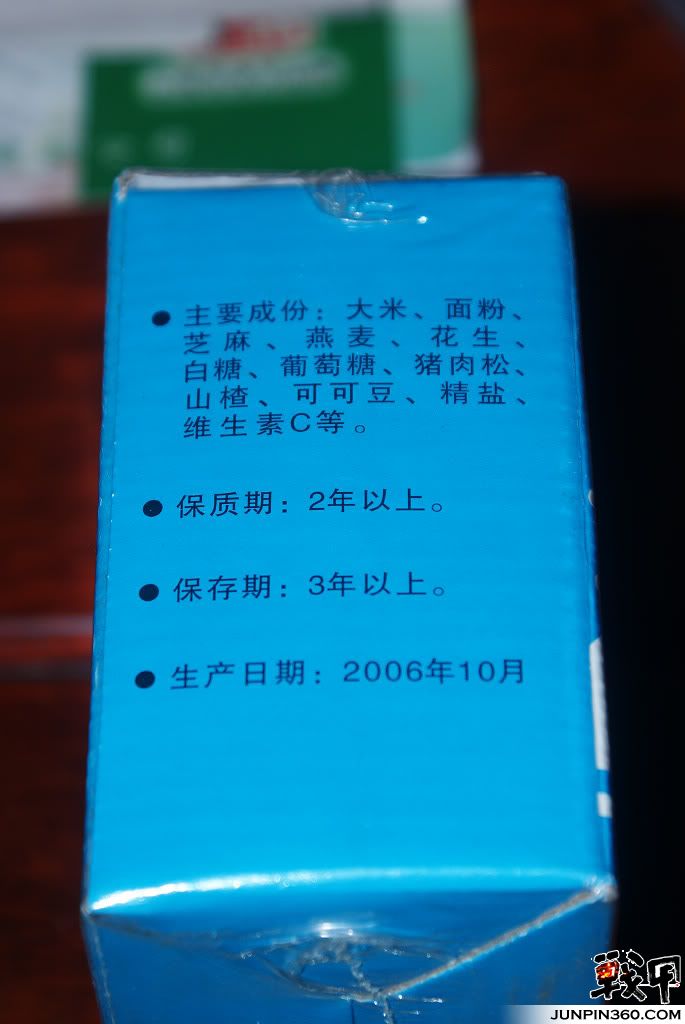 ● 主要成份：大米、面粉、
芝麻、燕麦、花生、
白糖、葡萄糖、猪肉松、
山楂、可可豆、精盐、
维生素C等。
● 保质期：2年以上。
● 保存期：3年以上。
● 生产日期：2006年10月
戰甲
JUNPIN360.COM